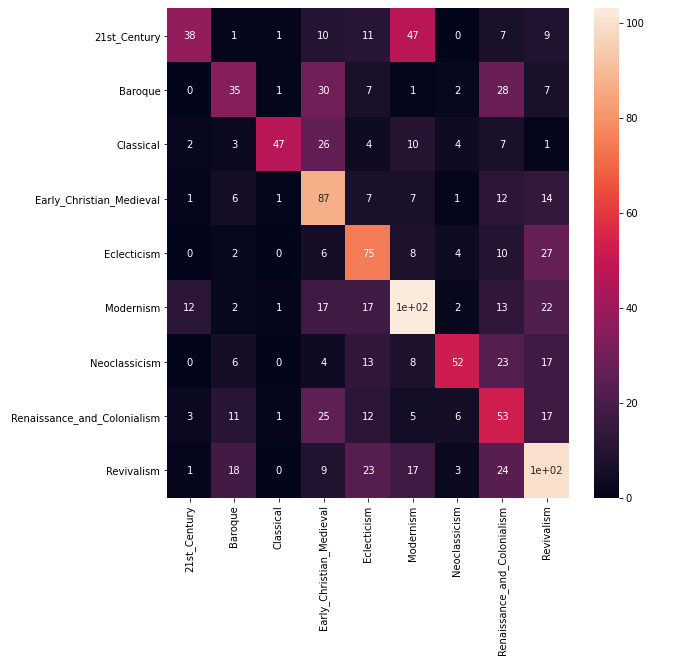 21st_Century 38 1 1 10 11 47 0 7 9
Baroque 0 35 1 30 7 1 2 28 7
Classical 2 3 47 26 4 10 4 7 1
Early_Christian_Medieval 1 6 1 87 7 7 1 12 14
Eclecticism 0 2 0 6 75 8 4 10 27
Modernism 12 2 1 17 17 1e+02 2 13 22
Neoclassicism 0 6 0 4 13 8 52 23 17
Renaissance_and_Colonialism 3 11 1 25 12 5 6 53 17
Revivalism 1 18 0 9 23 17 3 24 1e+02
21st_Century
Baroque
Classical
Early_Christian_Medieval
Eclecticism
Modernism
Neoclassicism
Renaissance_and_Colonialism
Revivalism
100
80
60
40
20
0